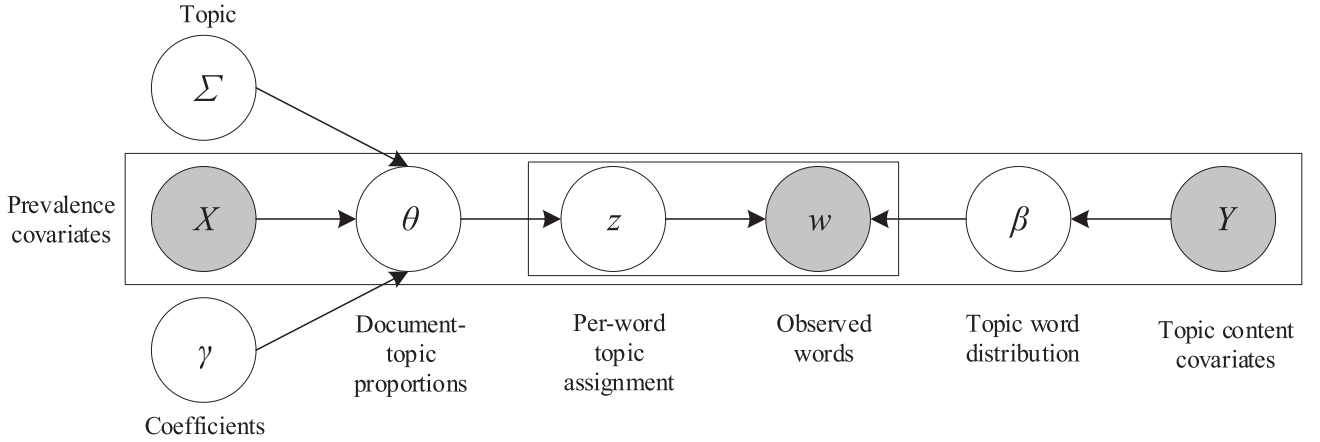 Topic
Σ
Prevalence
covariates
X
θ
z
w
β
Y
γ
Document-
topic
proportions
Per-word
topic
assignment
Observed
words
Topic word
distribution
Topic content
covariates
Coefficients